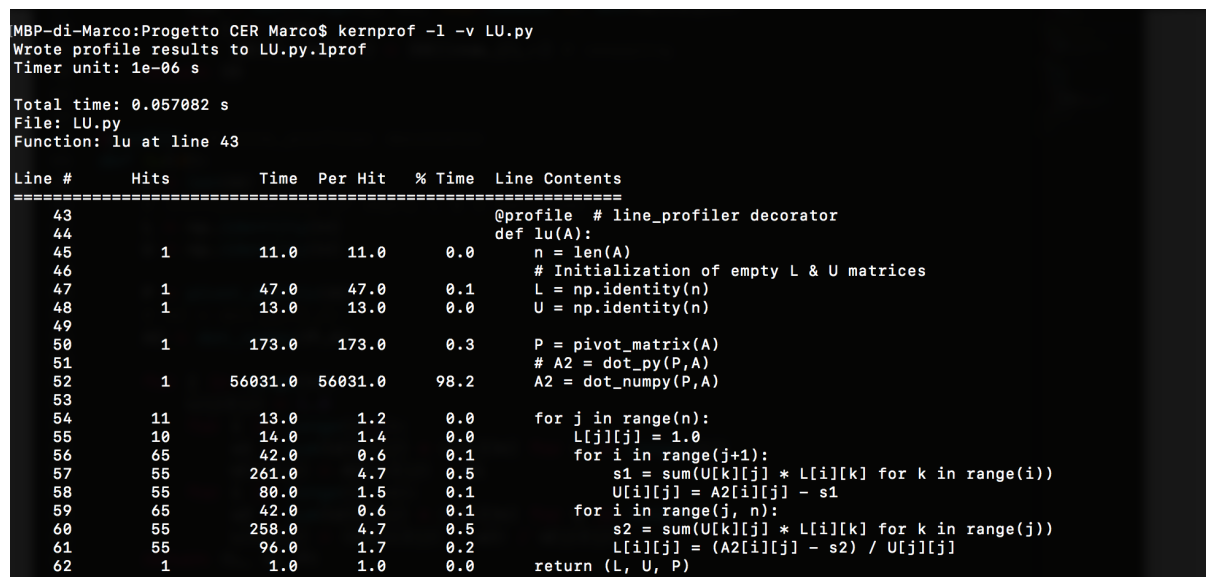 MBP-di-Marco:Progetto CER Marco$ kernprof -l -v LU.py
Wrote profile results to LU.py.lprof
Timer unit: 1e-06 s
Total time: 0.057082 s
File: LU.py
Function: lu at line 43
Line # Hits Time Per Hit % Time Line Contents
==============================================================
43 @profile # line_profiler decorator
44 def lu(A):
45 1 11.0 11.0 0.0 n = len(A)
46 # Initialization of empty L & U matrices
47 1 47.0 47.0 0.1 L = np.identity(n)
48 1 13.0 13.0 0.0 U = np.identity(n)
49
50 1 173.0 173.0 0.3 P = pivot_matrix(A)
51 # A2 = dot_py(P,A)
52 1 56031.0 56031.0 98.2 A2 = dot_numpy(P,A)
53
54 11 13.0 1.2 0.0 for j in range(n):
55 10 14.0 1.4 0.0 L[j][j] = 1.0
56 65 42.0 0.6 0.1 for i in range(j+1):
57 55 261.0 4.7 0.5 s1 = sum(U[k][j] * L[i][k] for k in range(i))
58 55 80.0 1.5 0.1 U[i][j] = A2[i][j] - s1
59 65 42.0 0.6 0.1 for i in range(j, n):
60 55 258.0 4.7 0.5 s2 = sum(U[k][j] * L[i][k] for k in range(j))
61 55 96.0 1.7 0.2 L[i][j] = (A2[i][j] - s2) / U[j][j]
62 1 1.0 1.0 0.0 return (L, U, P)